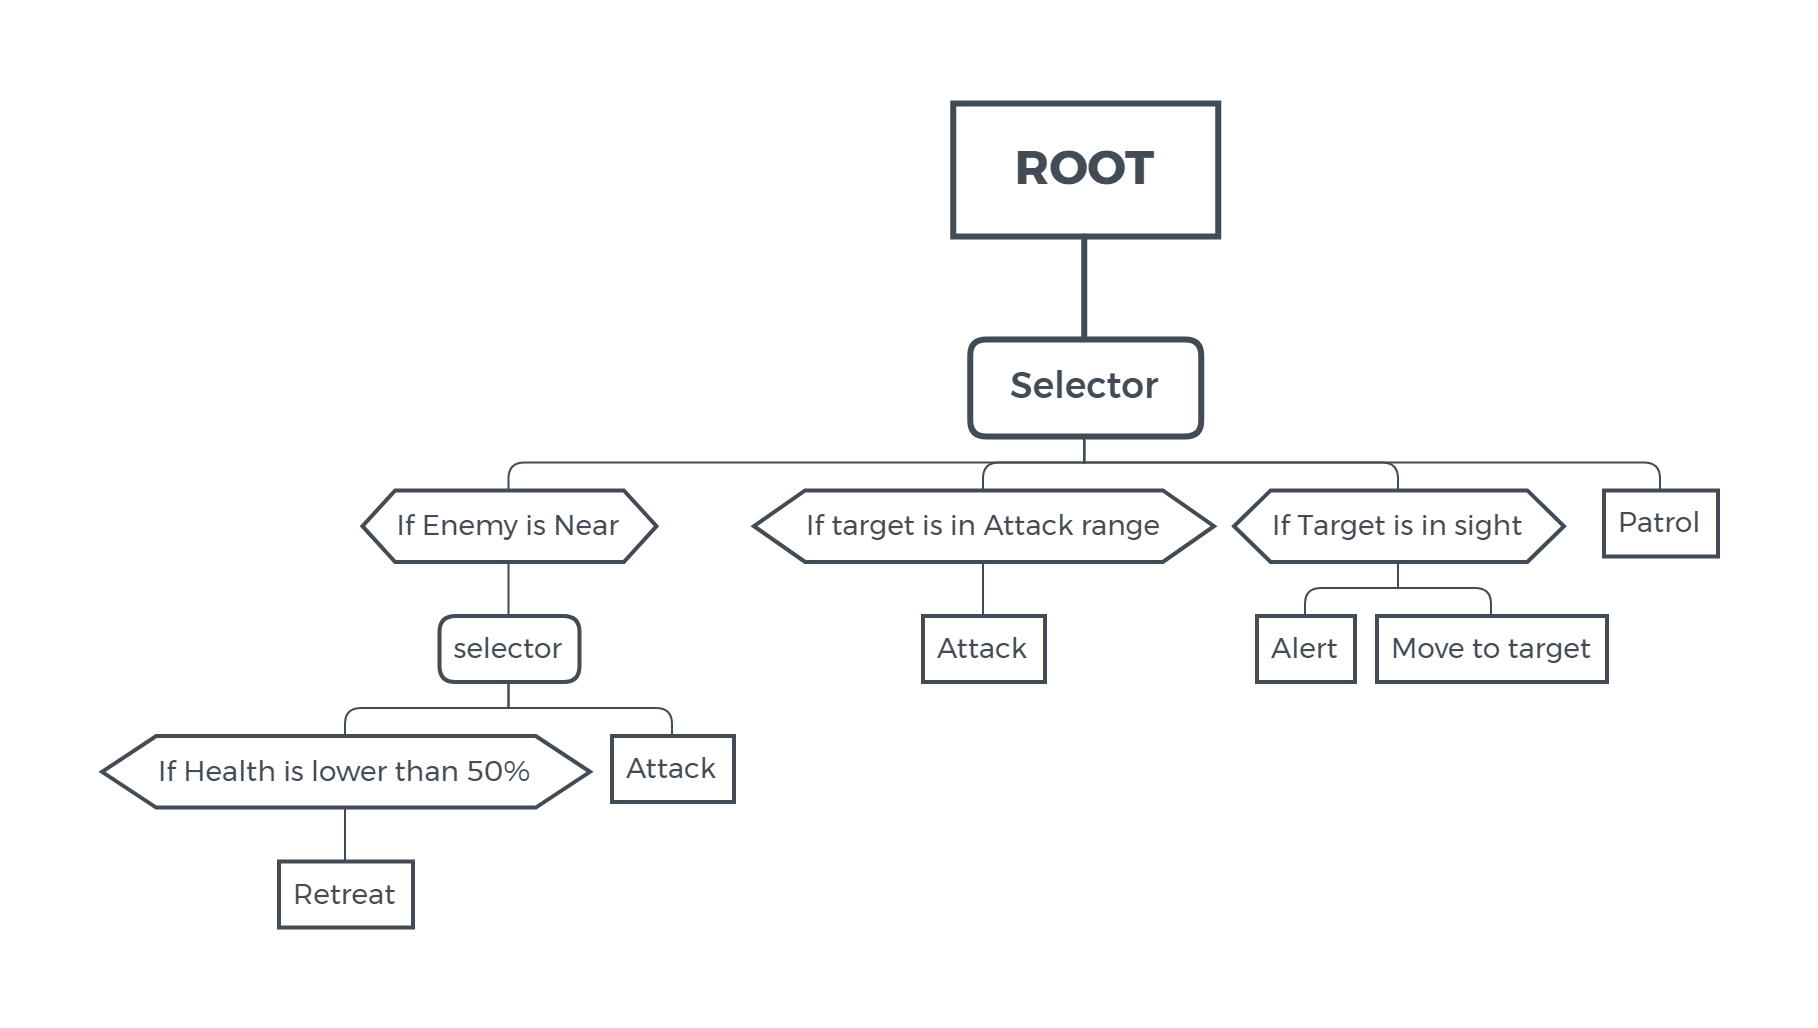 ROOT
Selector
If Enemy is Near
If target is in Attack range
If Target is in sight
Patrol
selector
Attack
Alert
Move to target
If Health is lower than 50%
Attack
Retreat